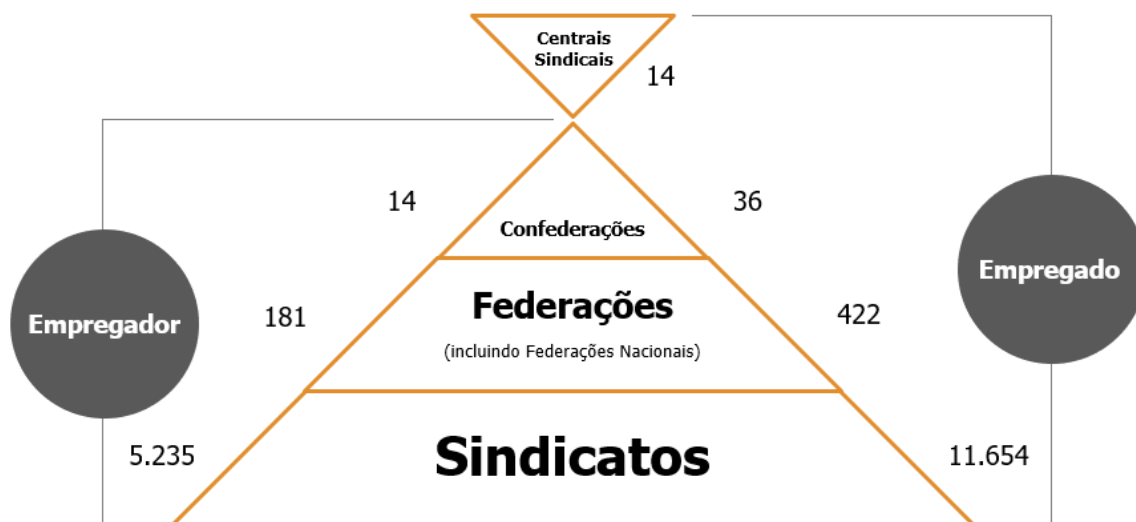 Centrais
Sindicais
14
14
36
Confederações
Empregador
Empregado
181
Federações
422
(incluindo Federações Nacionais)
5.235
Sindicatos
11.654